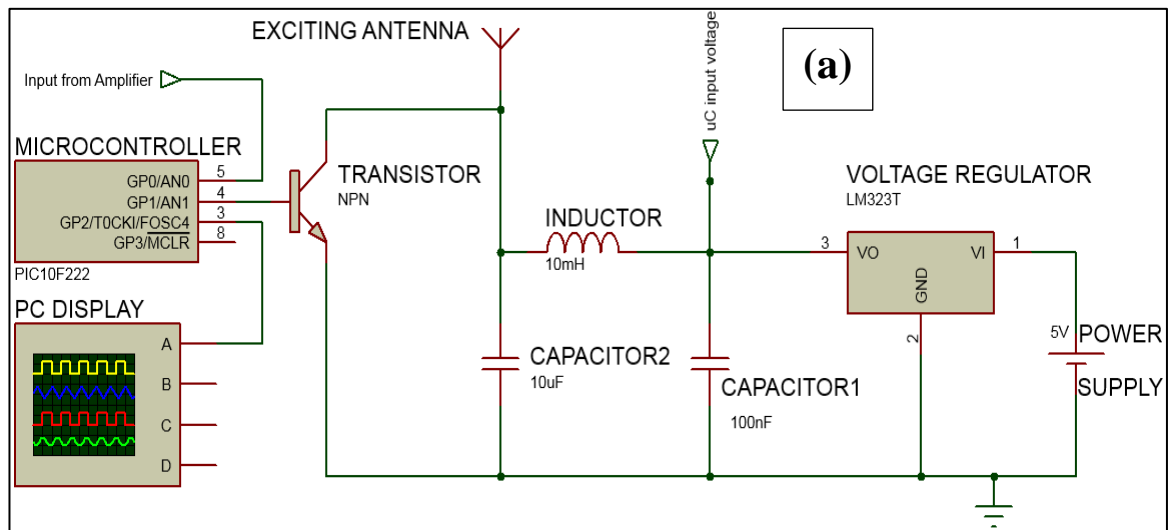 EXCITING ANTENNA
(a)
uC input voltage
Input from Amplifier
MICROCONTROLLER
GP0/AN0 5
GP1/AN1 4
GP2/T0CKI/FOSC4 3
GP3/MCLR 8
PIC10F222
TRANSISTOR
NPN
INDUCTOR
10mH
VOLTAGE REGULATOR
LM323T
3 VO VI 1
GND
2
PC DISPLAY
A
B
C
D
CAPACITOR2
10uF
CAPACITOR1
100nF
5V POWER
SUPPLY